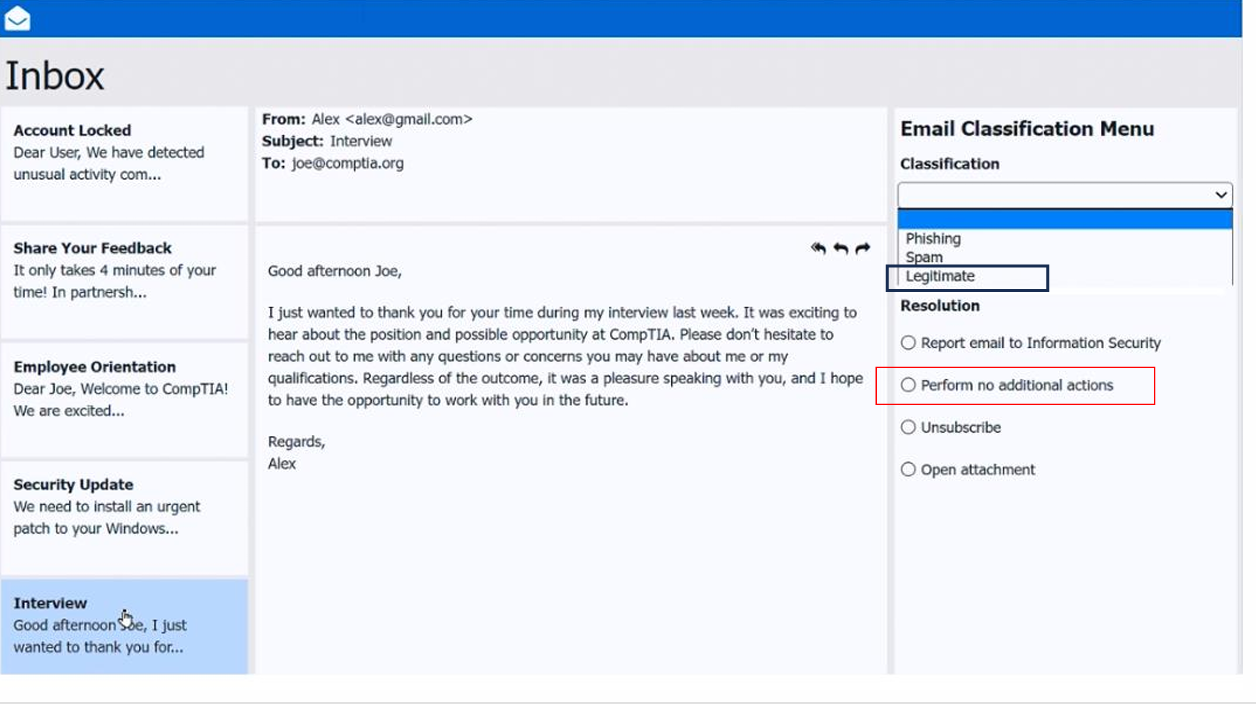 Inbox
Account Locked
Dear User, We have detected
unusual activity com...
Share Your Feedback
It only takes 4 minutes of your
time! In partnersh...
Employee Orientation
Dear Joe, Welcome to CompTIA!
We are excited...
Security Update
We need to install an urgent
patch to your Windows...
Interview
Good afternoon Joe, I just
wanted to thank you for...
From: Alex <alex@gmail.com>
Subject: Interview
To: joe@comptia.org
Good afternoon Joe,
I just wanted to thank you for your time during my interview last week. It was exciting to
hear about the position and possible opportunity at CompTIA. Please don't hesitate to
reach out to me with any questions or concerns you may have about me or my
qualifications. Regardless of the outcome, it was a pleasure speaking with you, and I hope
to have the opportunity to work with you in the future.
Regards,
Alex
Email Classification Menu
Classification
Phishing
Spam
Legitimate
Resolution
Report email to Information Security
Perform no additional actions
Unsubscribe
Open attachment